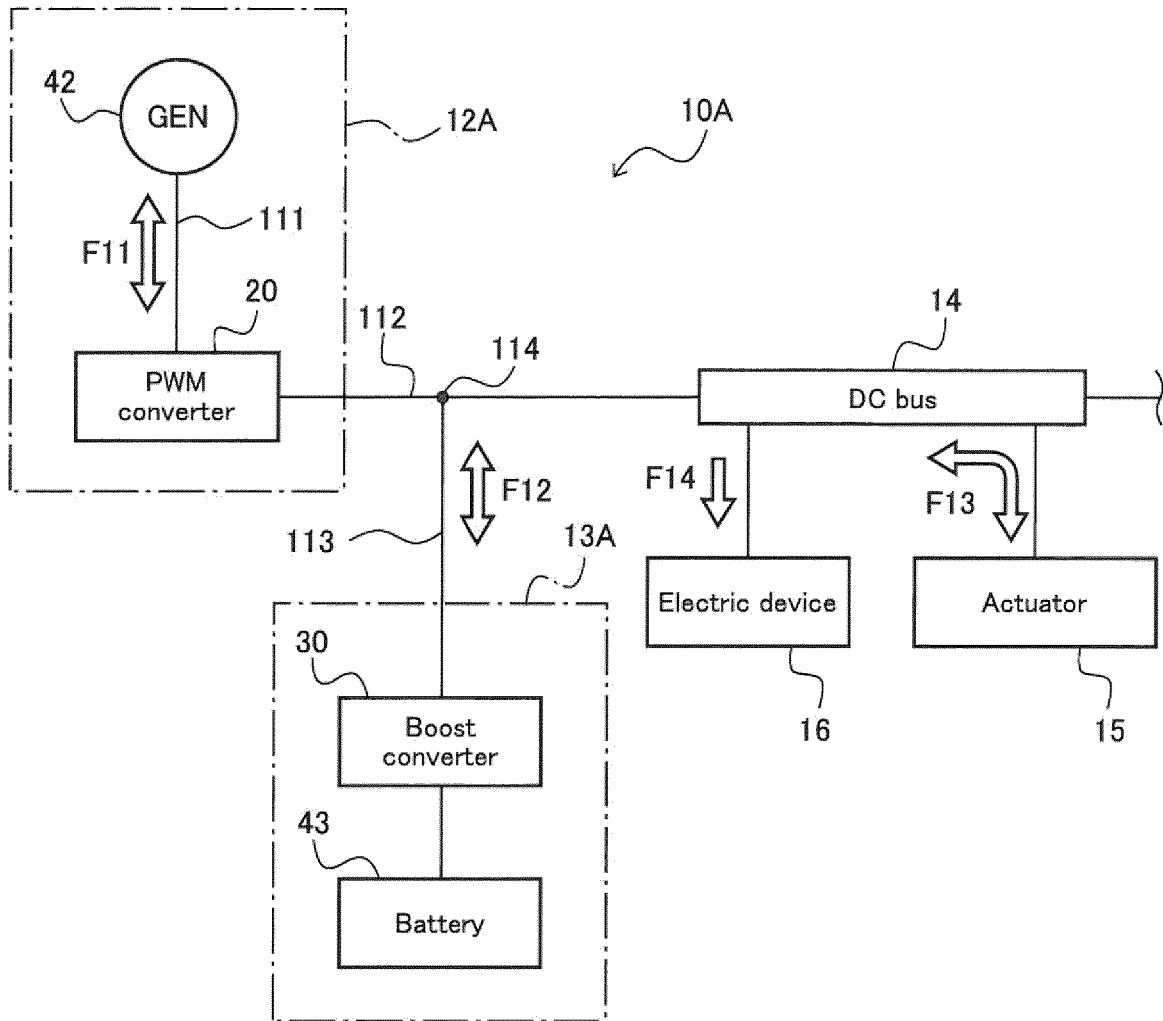 42
GEN
12A
10A
111
F11
20
112
114
14
PWM
converter
DC bus
F12
F14
F13
113
13A
Electric device
Actuator
30
16
15
Boost
converter
43
Battery